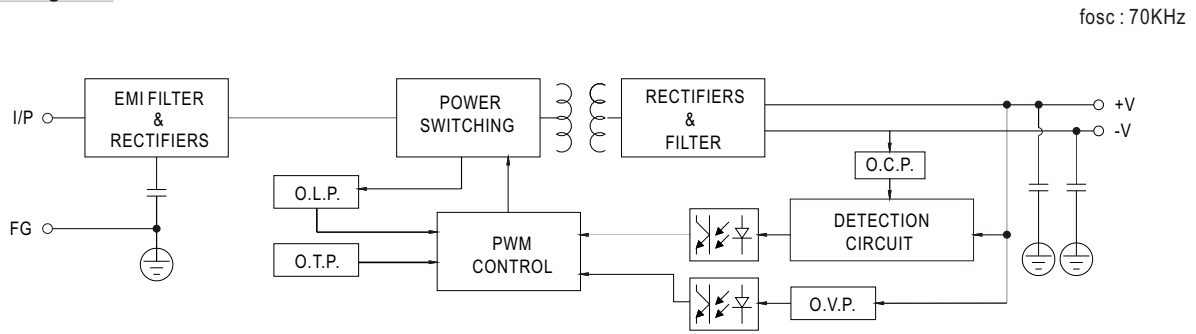 fosc : 70KHz
I/P
EMI FILTER
&
RECTIFIERS
POWER
SWITCHING
RECTIFIERS
&
FILTER
+V
-V
O.C.P.
O.L.P.
FG
PWM
CONTROL
DETECTION
CIRCUIT
O.T.P.
O.V.P.